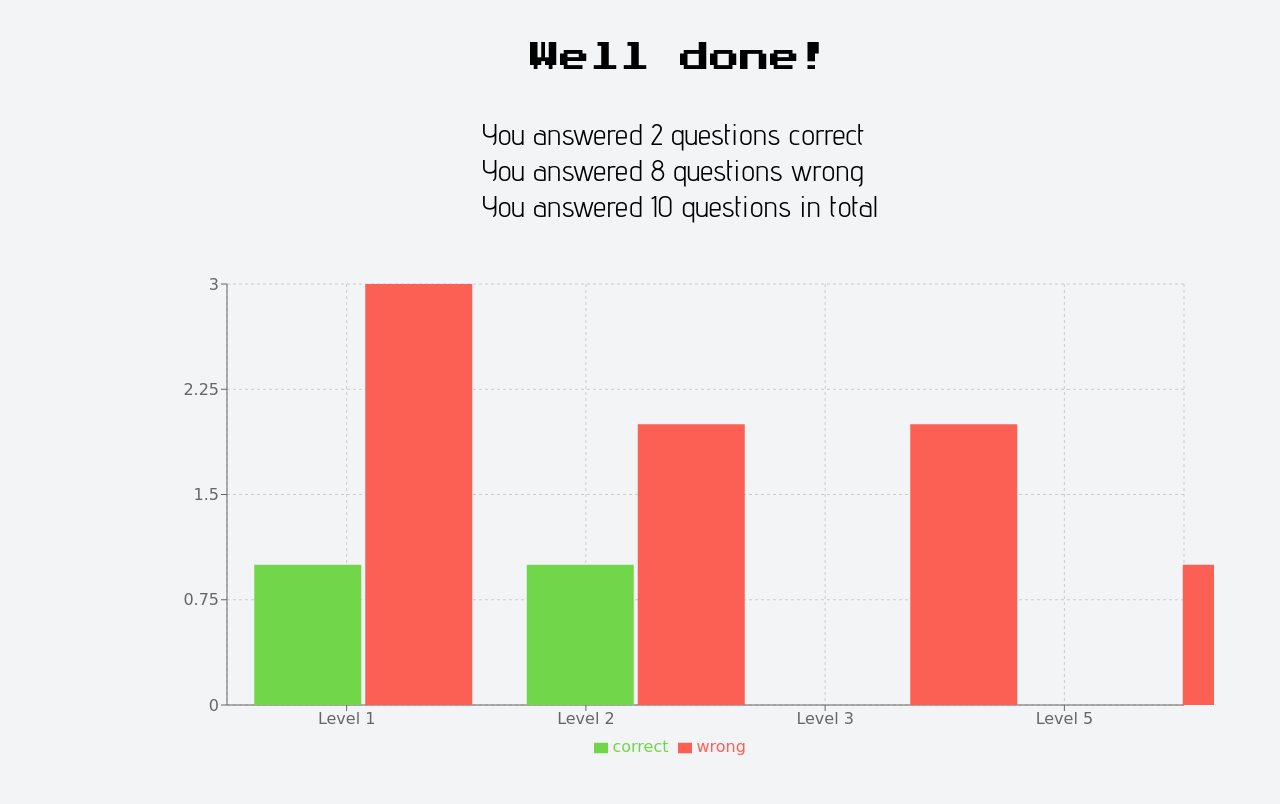 Well done!
You answered 2 questions correct
You answered 8 questions wrong
You answered 10 questions in total
3
2.25
1.5
0.75
0
Level 1 Level 2 Level 3 Level 5
correct wrong